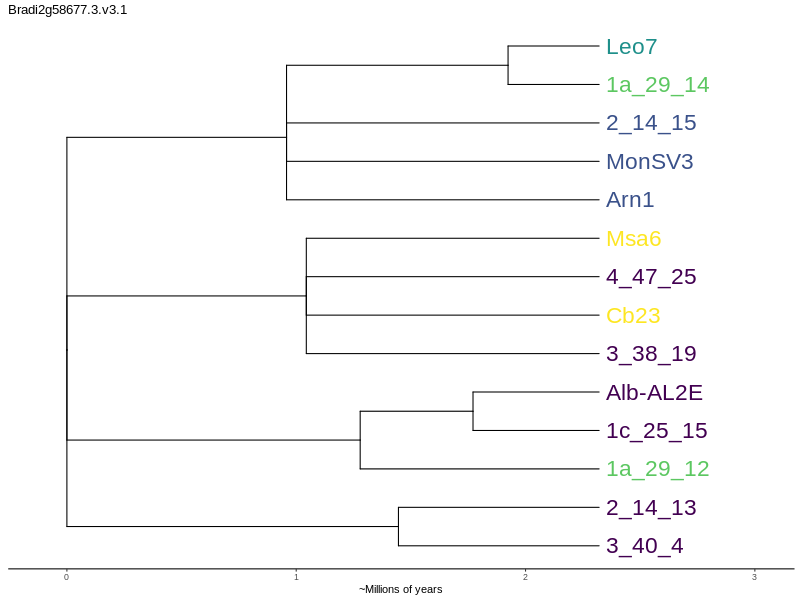 Bradi2g58677.3.v3.1
Leo7
1a_29_14
2_14_15
MonSV3
Arn1
Msa6
4_47_25
Cb23
3_38_19
Alb-AL2E
1c_25_15
1a_29_12
2_14_13
3_40_4
0 1 2 3
~Millions of years